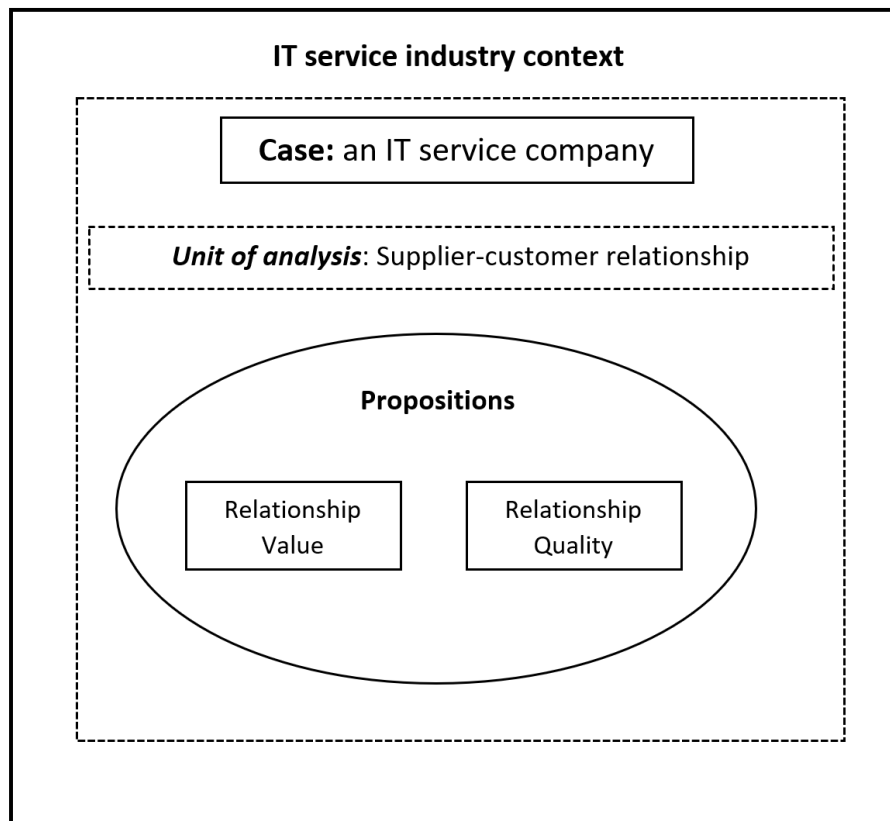 IT service industry context
Case: an IT service company
Unit of analysis: Supplier-customer relationship
Propositions
Relationship
Value
Relationship
Quality